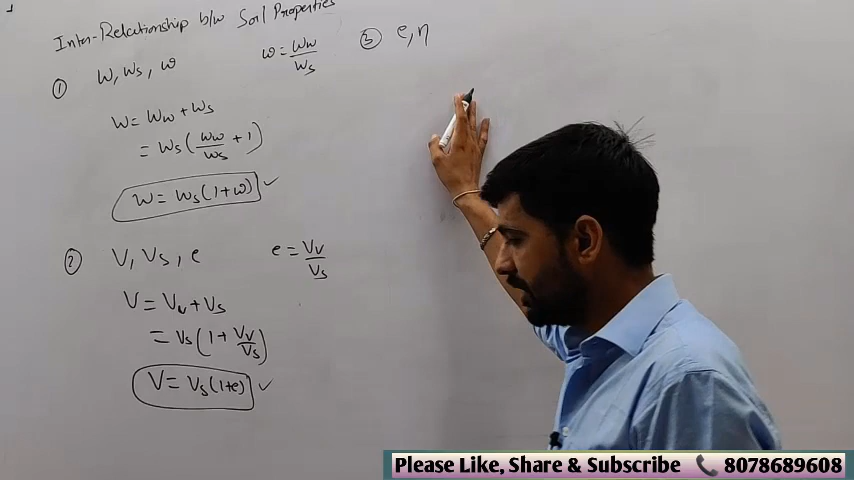 Inter-Relationship b/w Soil Properties
① W, Ws, w    w = Ww/Ws
W = Ww + Ws
= Ws (Ww/Ws + 1)
W = Ws (1+w) ✓
② V, Vs, e    e = Vv/Vs
V = Vv + Vs
= Vs (1 + Vv/Vs)
V = Vs (1+e) ✓
③ e, η
Please Like, Share & Subscribe 📞 8078689608